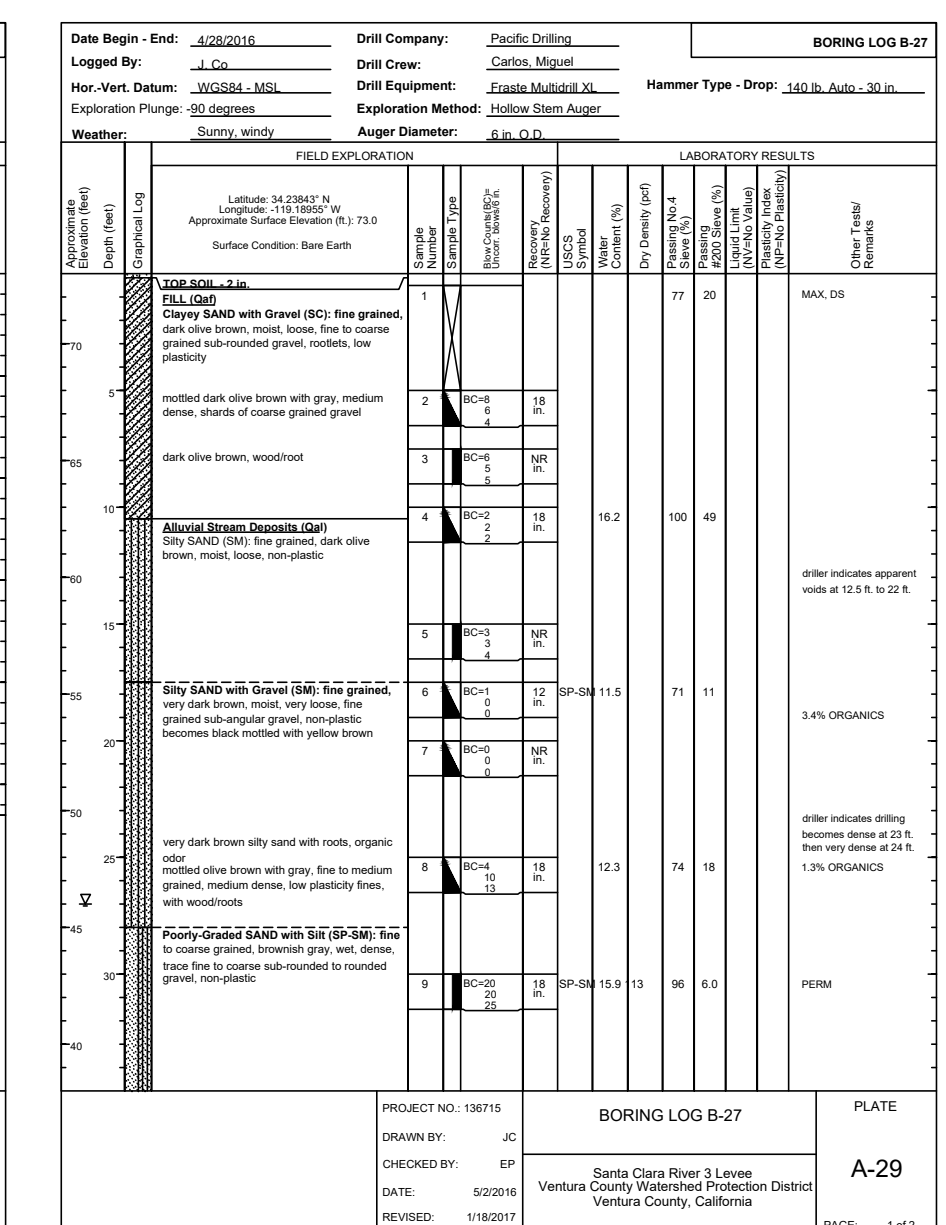 BORING LOG B-27
Date Begin - End: 4/28/2016 Drill Company: Pacific Drilling
Logged By: J. Co Drill Crew: Carlos, Miguel
Hor.-Vert. Datum: WGS84 - MSL Drill Equipment: Fraste Multidrill XL Hammer Type - Drop: 140 lb. Auto - 30 in.
Exploration Plunge: -90 degrees Exploration Method: Hollow Stem Auger
Weather: Sunny, windy Auger Diameter: 6 in. O.D.
FIELD EXPLORATION LABORATORY RESULTS
Approximate
Elevation (feet)
Depth (feet)
Graphical Log
Latitude: 34.23843° N
Longitude: -119.18955° W
Approximate Surface Elevation (ft.): 73.0
Surface Condition: Bare Earth
Sample
Number
Sample Type
Blow Counts(BC)=
Uncorr. blows/6 in.
Recovery
(NR=No Recovery)
USCS
Symbol
Water
Content (%)
Dry Density (pcf)
Passing No.4
Sieve (%)
Passing
#200 Sieve (%)
Liquid Limit
(NV=No Value)
Plasticity Index
(NP=No Plasticity)
Other Tests/
Remarks
TOP SOIL - 2 in.
FILL (Qaf) 1 77 20 MAX, DS
Clayey SAND with Gravel (SC): fine grained,
dark olive brown, moist, loose, fine to coarse
grained sub-rounded gravel, rootlets, low
plasticity
70
5
mottled dark olive brown with gray, medium 2 BC=8 18
dense, shards of coarse grained gravel 6 in.
4
65 dark olive brown, wood/root 3 BC=6 NR
5 in.
5
10
4 BC=2 18 16.2 100 49
Alluvial Stream Deposits (Qal) 2 in.
Silty SAND (SM): fine grained, dark olive 2
brown, moist, loose, non-plastic
60
driller indicates apparent
voids at 12.5 ft. to 22 ft.
15
5 BC=3 NR
3 in.
4
55 Silty SAND with Gravel (SM): fine grained, 6 BC=1 12 SP-SM 11.5 71 11
very dark brown, moist, very loose, fine 0 in.
grained sub-angular gravel, non-plastic 0 3.4% ORGANICS
becomes black mottled with yellow brown
20
7 BC=0 NR
0 in.
0
50
driller indicates drilling
becomes dense at 23 ft.
then very dense at 24 ft.
very dark brown silty sand with roots, organic
odor
25
mottled olive brown with gray, fine to medium 8 BC=4 18 12.3 74 18 1.3% ORGANICS
grained, medium dense, low plasticity fines, 10 in.
13
with wood/roots
45
Poorly-Graded SAND with Silt (SP-SM): fine
to coarse grained, brownish gray, wet, dense,
trace fine to coarse sub-rounded to rounded
gravel, non-plastic
30
9 BC=20 18 SP-SM 15.9 113 96 6.0 PERM
20 in.
25
40
PROJECT NO.: 136715
DRAWN BY: JC
CHECKED BY: EP
DATE: 5/2/2016
REVISED: 1/18/2017
BORING LOG B-27
Santa Clara River 3 Levee
Ventura County Watershed Protection District
Ventura County, California
PLATE
A-29
PAGE: 1 of 2